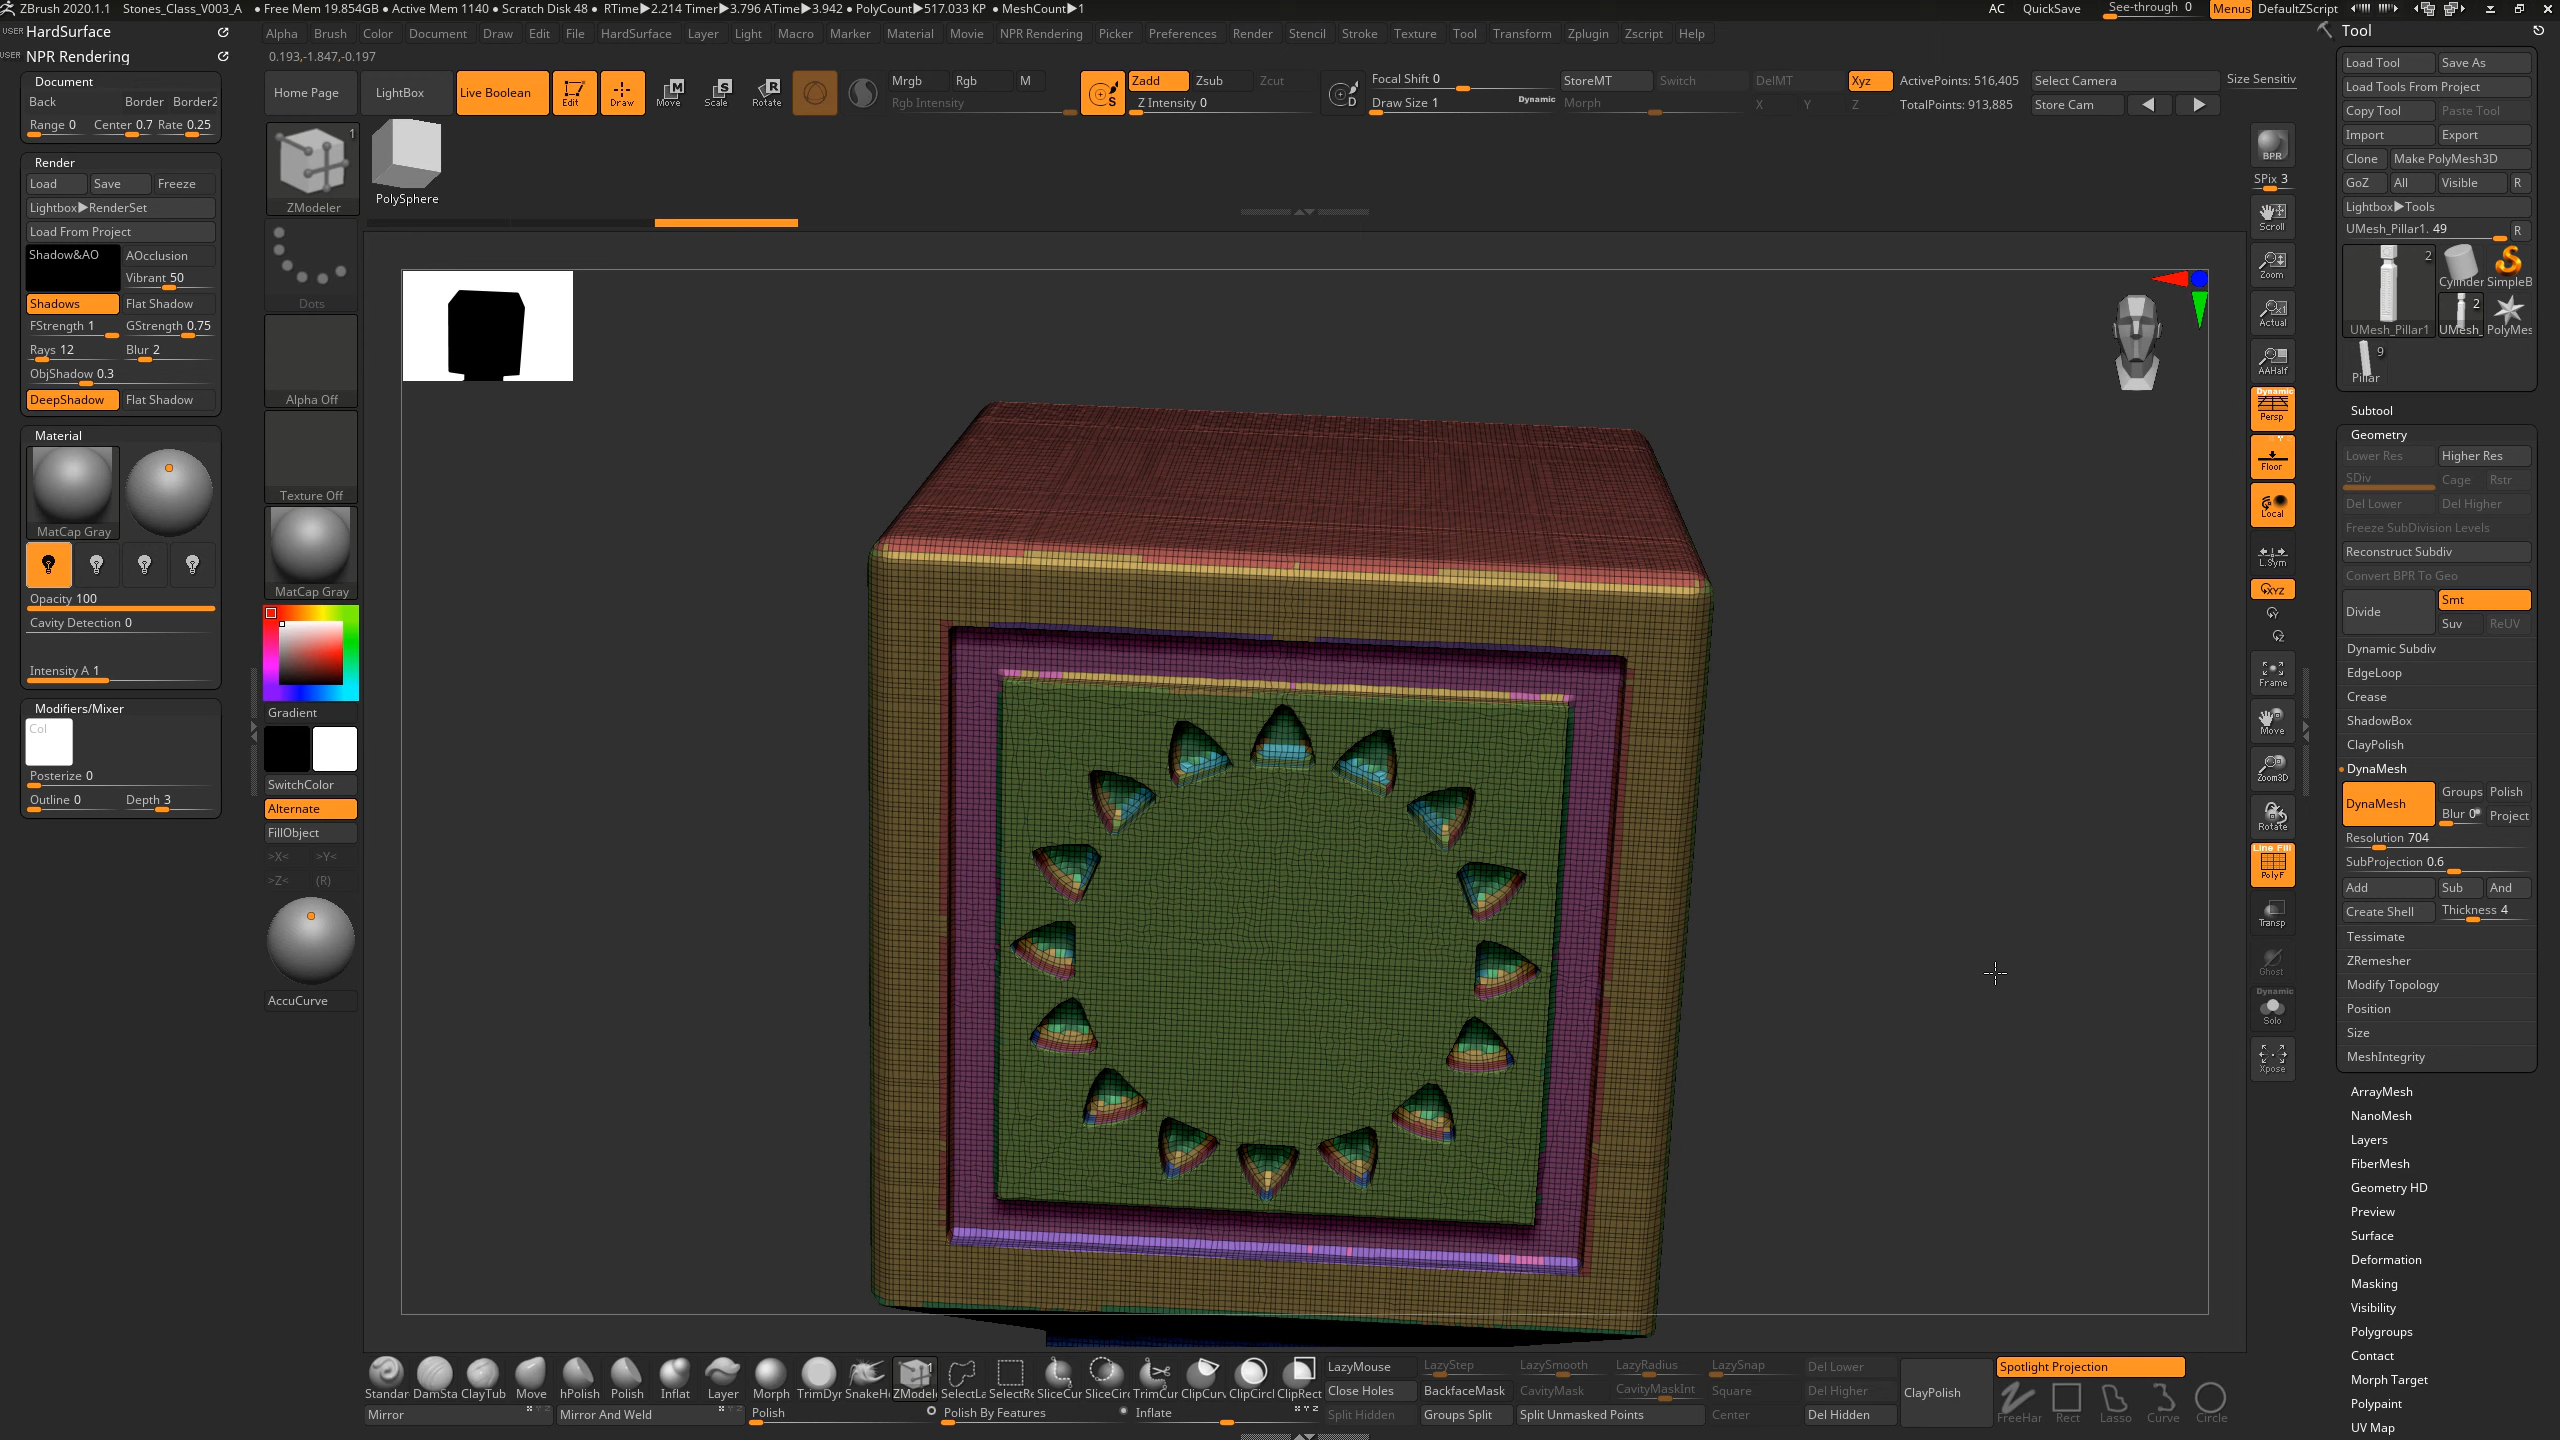 ZBrush 2020.1.1 Stones_Class_V003_A • Free Mem 19.854GB • Active Mem 1140 • Scratch Disk 48 • RTime▶2.214 Timer▶3.796 ATime▶3.942 • PolyCount▶517.033 KP • MeshCount▶1 AC QuickSave See-through 0 Menus DefaultZScript
USER HardSurface
Alpha Brush Color Document Draw Edit File HardSurface Layer Light Macro Marker Material Movie NPR Rendering Picker Preferences Render Stencil Stroke Texture Tool Transform Zplugin Zscript Help
Tool
USER NPR Rendering
0.193,-1.847,-0.197
Document
Back Border Border2
Range 0 Center 0.7 Rate 0.25
Render
Load Save Freeze
Lightbox▶RenderSet
Load From Project
Shadow&AO AOcclusion
Vibrant 50
Shadows Flat Shadow
FStrength 1 GStrength 0.75
Rays 12 Blur 2
ObjShadow 0.3
DeepShadow Flat Shadow
Material
MatCap Gray
Opacity 100
Cavity Detection 0
Intensity A 1
Modifiers/Mixer
Col
Posterize 0
Outline 0 Depth 3
Home Page LightBox Live Boolean Edit Draw Move Scale Rotate
M S R
Mrgb Rgb M
Rgb Intensity
S
Zadd Zsub Zcut
Z Intensity 0
D
Focal Shift 0
Draw Size 1 Dynamic
StoreMT Switch DelMT
Morph X Y Z
Xyz
ActivePoints: 516,405
TotalPoints: 913,885
Select Camera
Store Cam
Size Sensitiv
1
ZModeler
PolySphere
Dots
Alpha Off
Texture Off
MatCap Gray
Gradient
SwitchColor
Alternate
FillObject
>X< >Y<
>Z< (R)
AccuCurve
BPR
SPix 3
Scroll
Zoom
Actual
AAHalf
Dynamic
Persp
Floor
Local
L.Sym
XYZ
Y
Z
Frame
Move
Zoom3D
Rotate
Line Fill
PolyF
Transp
Ghost
Dynamic
Solo
Xpose
Load Tool Save As
Load Tools From Project
Copy Tool Paste Tool
Import Export
Clone Make PolyMesh3D
GoZ All Visible R
Lightbox▶Tools
UMesh_Pillar1. 49 R
2
Cylinder SimpleB
2
UMesh_Pillar1 UMesh_ PolyMes
9
Pillar
Subtool
Geometry
Lower Res Higher Res
SDiv Cage Rstr
Del Lower Del Higher
Freeze SubDivision Levels
Reconstruct Subdiv
Convert BPR To Geo
Divide Smt
Suv ReUV
Dynamic Subdiv
EdgeLoop
Crease
ShadowBox
ClayPolish
DynaMesh
DynaMesh Groups Polish
Blur 0 Project
Resolution 704
SubProjection 0.6
Add Sub And
Create Shell Thickness 4
Tessimate
ZRemesher
Modify Topology
Position
Size
MeshIntegrity
ArrayMesh
NanoMesh
Layers
FiberMesh
Geometry HD
Preview
Surface
Deformation
Masking
Visibility
Polygroups
Contact
Morph Target
Polypaint
UV Map
1
Standar DamSta ClayTub Move hPolish Polish Inflat Layer Morph TrimDyr SnakeH ZModel SelectLa SelectRe SliceCur SliceCirc TrimCur ClipCurv ClipCircl ClipRect
Mirror Mirror And Weld Polish Polish By Features Inflate
LazyMouse LazyStep LazySmooth LazyRadius LazySnap Del Lower
Close Holes BackfaceMask CavityMask CavityMaskInt Square Del Higher
Split Hidden Groups Split Split Unmasked Points Center Del Hidden
ClayPolish
Spotlight Projection
FreeHar Rect Lasso Curve Circle